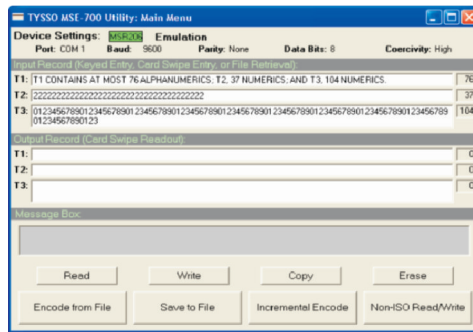 TYSSO MSE-700 Utility: Main Menu
Device Settings: MSR206 Emulation
Port: COM 1 Baud: 9600 Parity: None Data Bits: 8 Coercivity: High
Input Record (Keyed Entry, Card Swipe Entry, or File Retrieval):
T1: T1 CONTAINS AT MOST 76 ALPHANUMERICS; T2, 37 NUMERICS; AND T3, 104 NUMERICS. 76
T2: 2222222222222222222222222222222222222 37
T3: 012345678901234567890123456789012345678901234567890123456789012345678901234567890123456789 104
01234567890123
Output Record (Card Swipe Readout):
T1: 0
T2: 0
T3: 0
Message Box:
Read Write Copy Erase
Encode from File Save to File Incremental Encode Non-ISO Read/Write